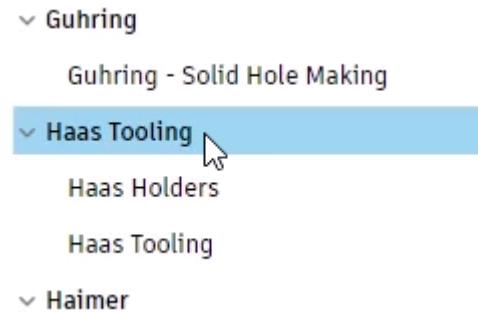 Guhring
Guhring - Solid Hole Making
Haas Tooling
Haas Holders
Haas Tooling
Haimer